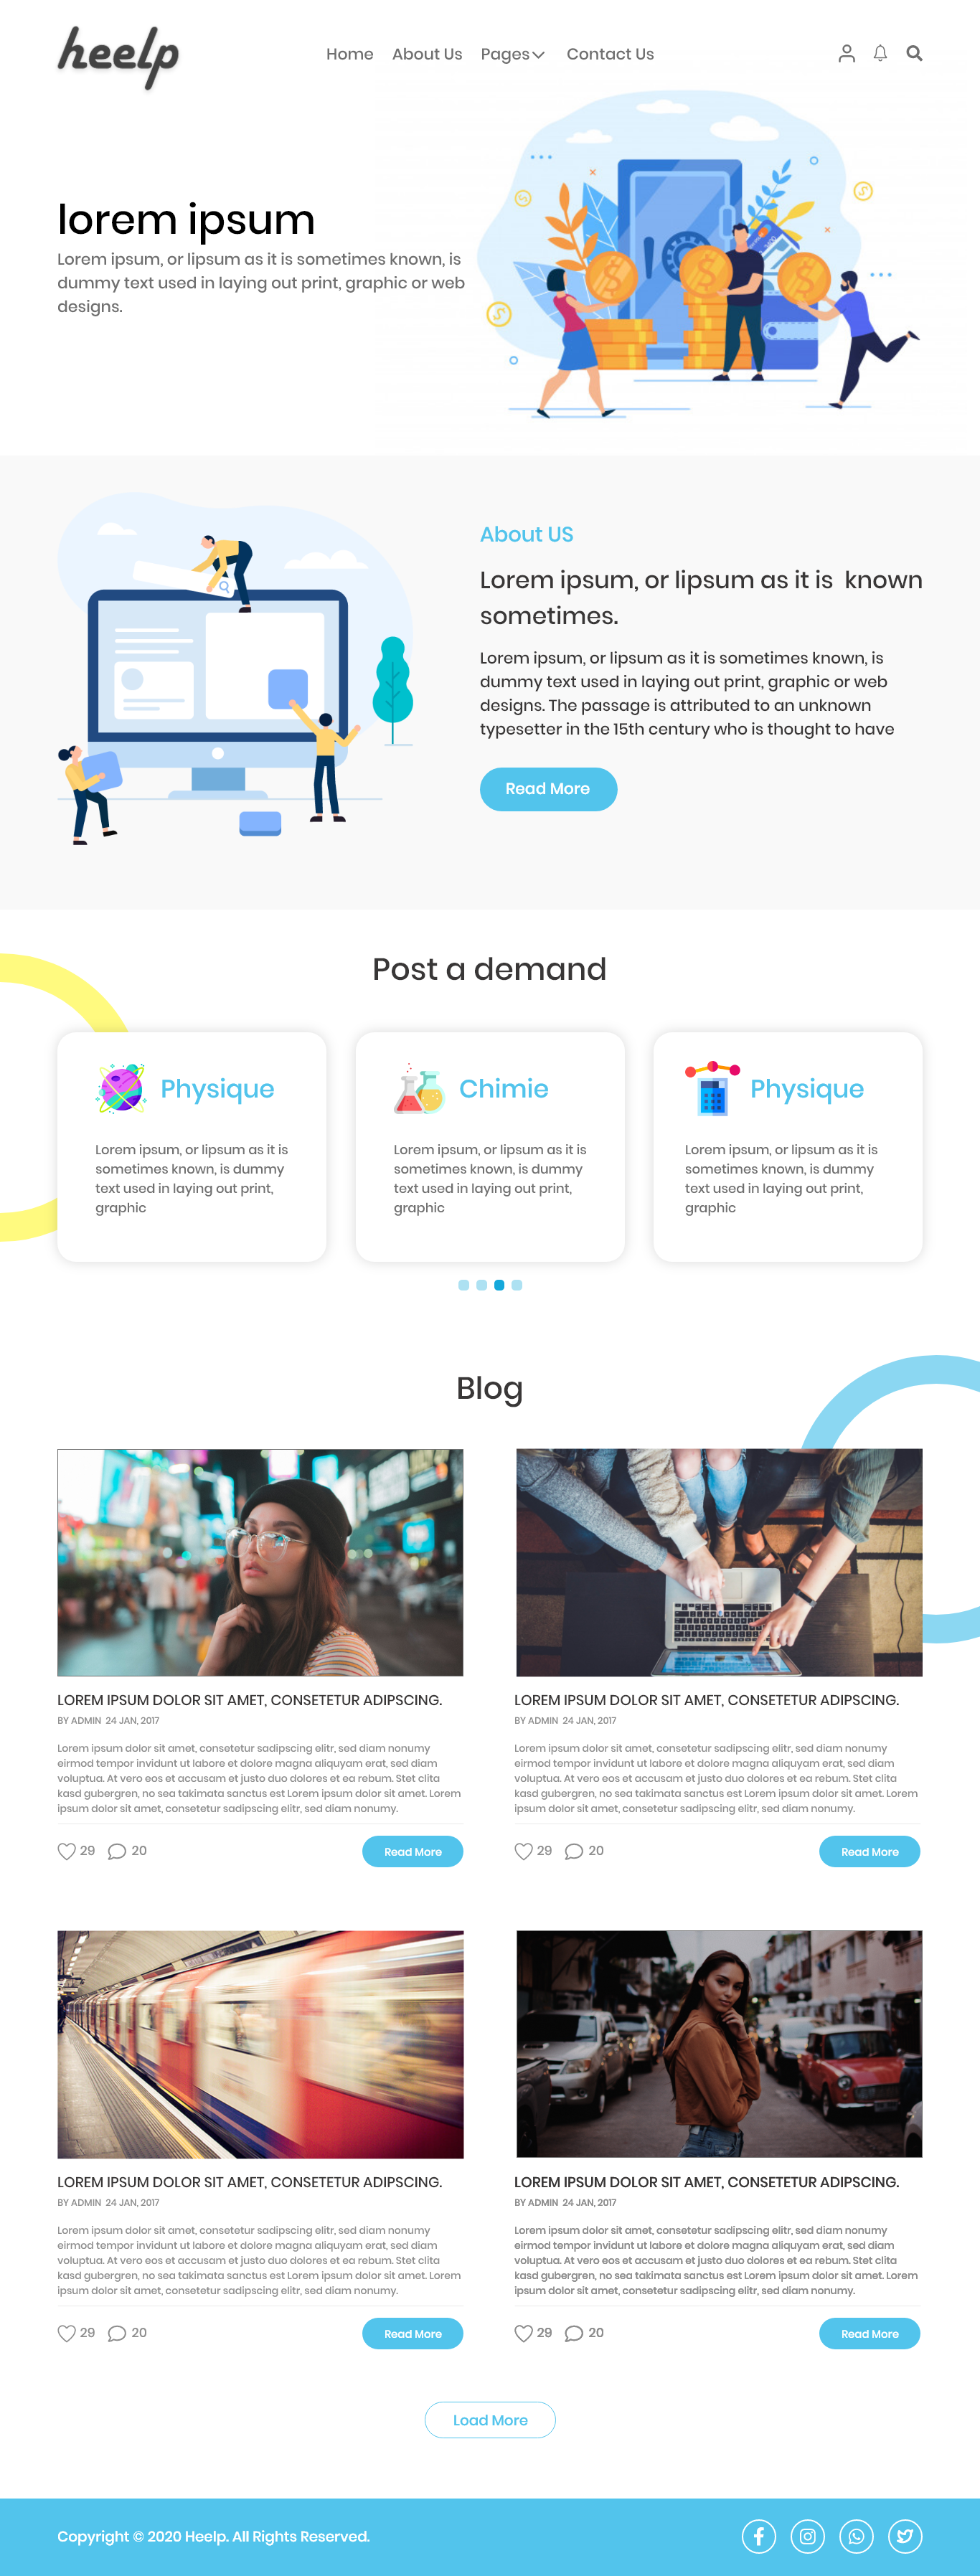 heelp
Home About Us Pages Contact Us
lorem ipsum
Lorem ipsum, or lipsum as it is sometimes known, is
dummy text used in laying out print, graphic or web
designs.
About US
Lorem ipsum, or lipsum as it is known
sometimes.
Lorem ipsum, or lipsum as it is sometimes known, is
dummy text used in laying out print, graphic or web
designs. The passage is attributed to an unknown
typesetter in the 15th century who is thought to have
Read More
Post a demand
Physique
Lorem ipsum, or lipsum as it is
sometimes known, is dummy
text used in laying out print,
graphic
Chimie
Lorem ipsum, or lipsum as it is
sometimes known, is dummy
text used in laying out print,
graphic
Physique
Lorem ipsum, or lipsum as it is
sometimes known, is dummy
text used in laying out print,
graphic
Blog
LOREM IPSUM DOLOR SIT AMET, CONSETETUR ADIPSCING.
BY ADMIN 24 JAN, 2017
Lorem ipsum dolor sit amet, consetetur sadipscing elitr, sed diam nonumy
eirmod tempor invidunt ut labore et dolore magna aliquyam erat, sed diam
voluptua. At vero eos et accusam et justo duo dolores et ea rebum. Stet clita
kasd gubergren, no sea takimata sanctus est Lorem ipsum dolor sit amet. Lorem
ipsum dolor sit amet, consetetur sadipscing elitr, sed diam nonumy.
29 20 Read More
LOREM IPSUM DOLOR SIT AMET, CONSETETUR ADIPSCING.
BY ADMIN 24 JAN, 2017
Lorem ipsum dolor sit amet, consetetur sadipscing elitr, sed diam nonumy
eirmod tempor invidunt ut labore et dolore magna aliquyam erat, sed diam
voluptua. At vero eos et accusam et justo duo dolores et ea rebum. Stet clita
kasd gubergren, no sea takimata sanctus est Lorem ipsum dolor sit amet. Lorem
ipsum dolor sit amet, consetetur sadipscing elitr, sed diam nonumy.
29 20 Read More
LOREM IPSUM DOLOR SIT AMET, CONSETETUR ADIPSCING.
BY ADMIN 24 JAN, 2017
Lorem ipsum dolor sit amet, consetetur sadipscing elitr, sed diam nonumy
eirmod tempor invidunt ut labore et dolore magna aliquyam erat, sed diam
voluptua. At vero eos et accusam et justo duo dolores et ea rebum. Stet clita
kasd gubergren, no sea takimata sanctus est Lorem ipsum dolor sit amet. Lorem
ipsum dolor sit amet, consetetur sadipscing elitr, sed diam nonumy.
29 20 Read More
LOREM IPSUM DOLOR SIT AMET, CONSETETUR ADIPSCING.
BY ADMIN 24 JAN, 2017
Lorem ipsum dolor sit amet, consetetur sadipscing elitr, sed diam nonumy
eirmod tempor invidunt ut labore et dolore magna aliquyam erat, sed diam
voluptua. At vero eos et accusam et justo duo dolores et ea rebum. Stet clita
kasd gubergren, no sea takimata sanctus est Lorem ipsum dolor sit amet. Lorem
ipsum dolor sit amet, consetetur sadipscing elitr, sed diam nonumy.
29 20 Read More
Load More
Copyright © 2020 Heelp. All Rights Reserved.